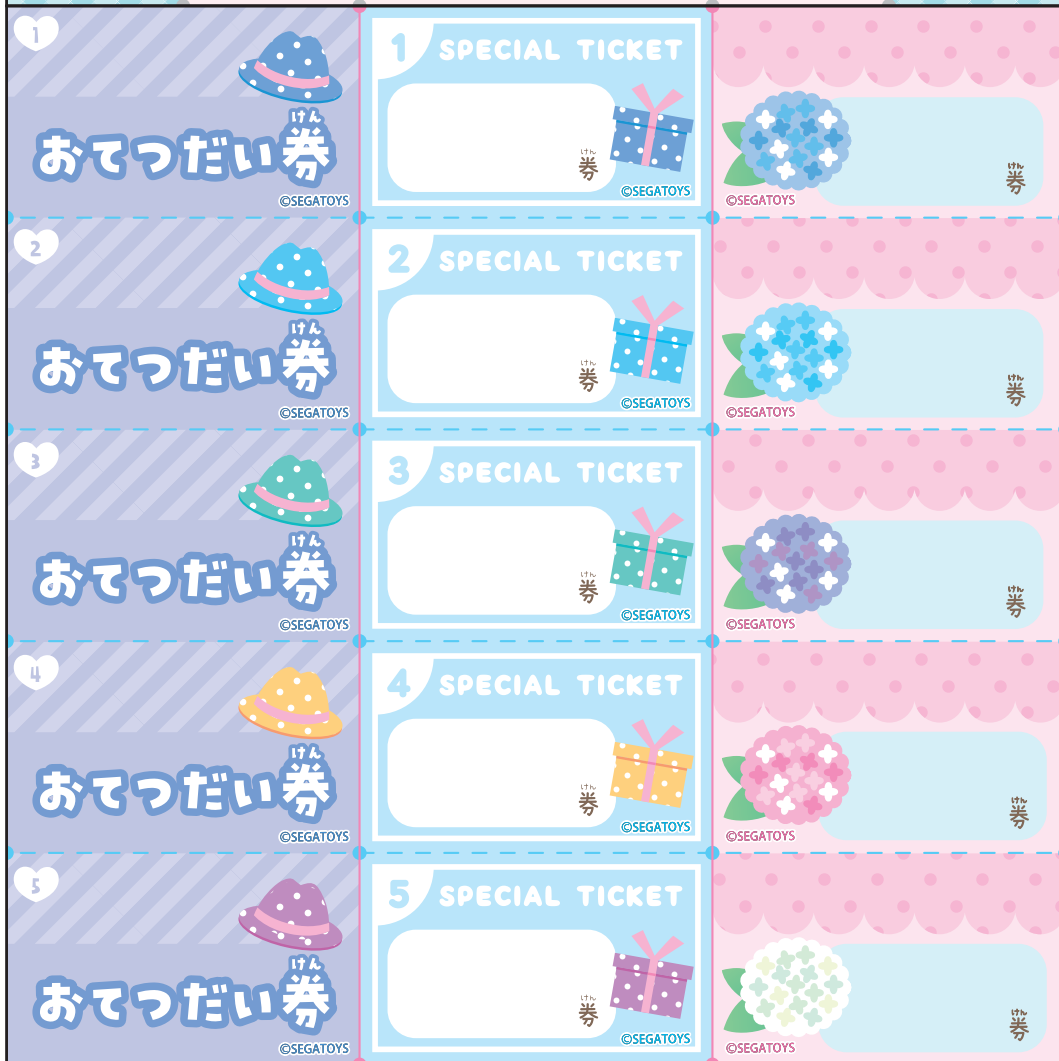 1
けん
おてつだい券
©SEGATOYS
1 SPECIAL TICKET
けん
券
©SEGATOYS
けん
券
©SEGATOYS
2
けん
おてつだい券
©SEGATOYS
2 SPECIAL TICKET
けん
券
©SEGATOYS
けん
券
©SEGATOYS
3
けん
おてつだい券
©SEGATOYS
3 SPECIAL TICKET
けん
券
©SEGATOYS
けん
券
©SEGATOYS
4
けん
おてつだい券
©SEGATOYS
4 SPECIAL TICKET
けん
券
©SEGATOYS
けん
券
©SEGATOYS
5
けん
おてつだい券
©SEGATOYS
5 SPECIAL TICKET
けん
券
©SEGATOYS
けん
券
©SEGATOYS